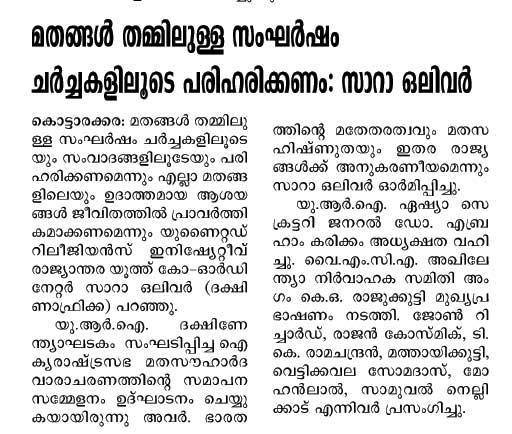 മതങ്ങൾ തമ്മിലുള്ള സംഘർഷം
ചർച്ചകളിലൂടെ പരിഹരിക്കണം: സാറാ ഒലിവർ
കൊട്ടാരക്കര: മതങ്ങൾ തമ്മിലു
ള്ള സംഘർഷം ചർച്ചകളിലൂടെ
യും സംവാദങ്ങളിലൂടേയും പരി
ഹരിക്കണമെന്നും എല്ലാ മതങ്ങ
ളിലെയും ഉദാത്തമായ ആശയ
ങ്ങൾ ജീവിതത്തിൽ പ്രാവർത്തി
കമാക്കണമെന്നും യുണൈറ്റഡ്
റിലീജിയൻസ് ഇനിഷ്യേറ്റീവ്
രാജ്യാന്തര യൂത്ത് കോ-ഓർഡി
നേറ്റർ സാറാ ഒലിവർ (ദക്ഷി
ണാഫ്രിക്ക) പറഞ്ഞു.
യു.ആർ.ഐ. ദക്ഷിണേ
ന്ത്യാഘടകം സംഘടിപ്പിച്ച ഐ
ക്യരാഷ്ട്രസഭ മതസൗഹാർദ
വാരാചരണത്തിന്റെ സമാപന
സമ്മേളനം ഉദ്ഘാടനം ചെയ്യു
കയായിരുന്നു അവർ. ഭാരത
ത്തിന്റെ മതേതരത്വവും മതസ
ഹിഷ്ണുതയും ഇതര രാജ്യ
ങ്ങൾക്ക് അനുകരണീയമെന്നും
സാറാ ഒലിവർ ഓർമിപ്പിച്ചു.
യു.ആർ.ഐ. ഏഷ്യാ സെ
ക്രട്ടറി ജനറൽ ഡോ. എബ്ര
ഹാം കരിക്കം അധ്യക്ഷത വഹി
ച്ചു. വൈ.എം.സി.എ. അഖിലേ
ന്ത്യാ നിർവാഹക സമിതി അം
ഗം കെ.ഒ. രാജുക്കുട്ടി മുഖ്യപ്ര
ഭാഷണം നടത്തി. ജോൺ റി
ച്ചാർഡ്, രാജൻ കോസ്മിക്, ടി.
കെ. രാമചന്ദ്രൻ, മത്തായിക്കുട്ടി,
വെട്ടിക്കവല സോമദാസ്, മോ
ഹൻലാൽ, സാമുവൽ നെല്ലി
ക്കാട് എന്നിവർ പ്രസംഗിച്ചു.